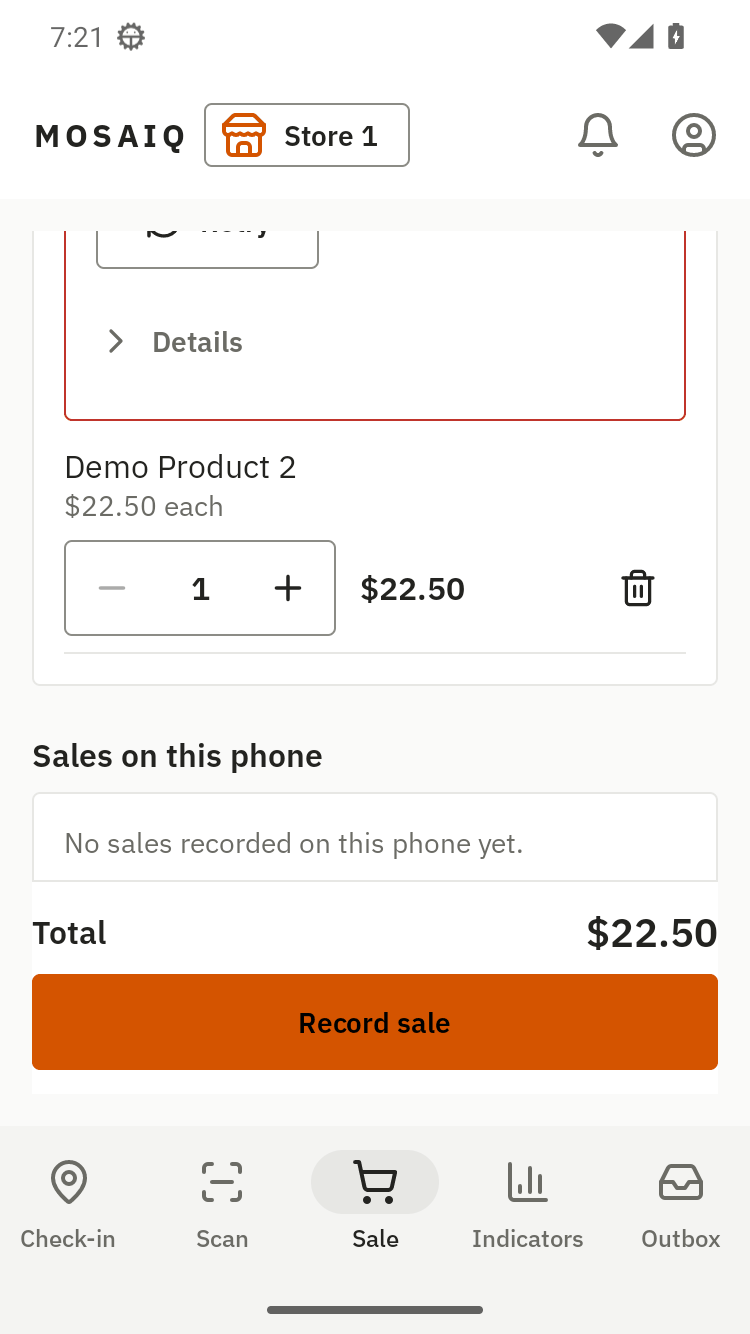 7:21
MOSAIQ
Store 1
Details
Demo Product 2
$22.50 each
1
$22.50
Sales on this phone
No sales recorded on this phone yet.
Total
$22.50
Record sale
Check-in
Scan
Sale
Indicators
Outbox